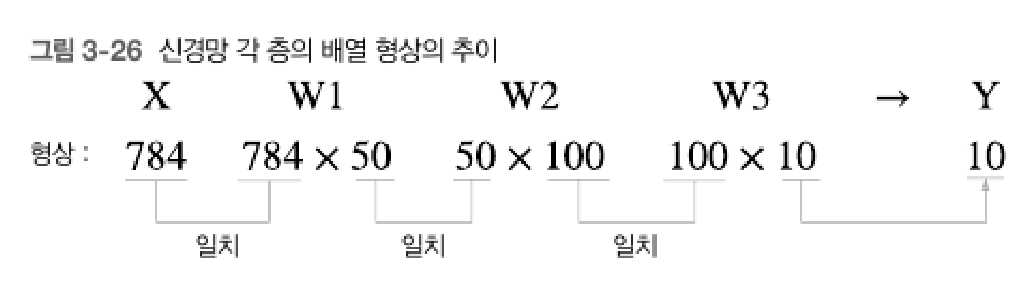 그림 3-26 신경망 각 층의 배열 형상의 추이
X W1 W2 W3 → Y
형상 : 784 784 × 50 50 × 100 100 × 10 10
일치 일치 일치